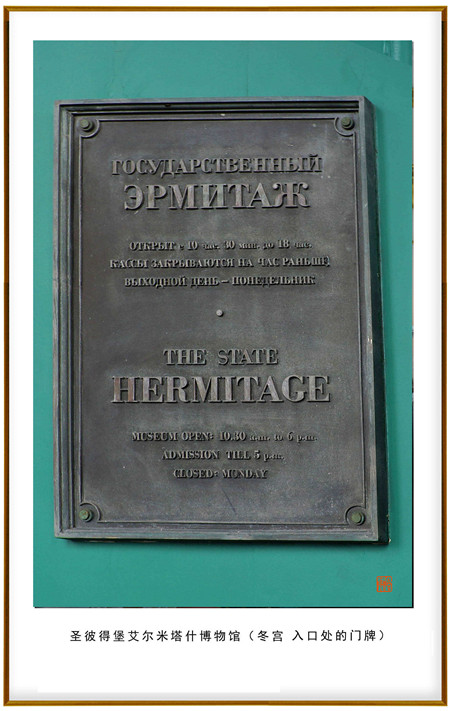 ГОСУДАРСТВЕННЫЙ
ЭРМИТАЖ
ОТКРЫТ с 10 час. 30 мин. до 18 час.
КАССЫ ЗАКРЫВАЮТСЯ НА ЧАС РАНЬШЕ,
ВЫХОДНОЙ ДЕНЬ – ПОНЕДЕЛЬНИК
THE STATE
HERMITAGE
MUSEUM OPEN: 10.30 a.m. to 6 p.m.
ADMISSION TILL 5 p.m.
CLOSED: MONDAY
圣彼得堡艾尔米塔什博物馆（冬宫 入口处的门牌）